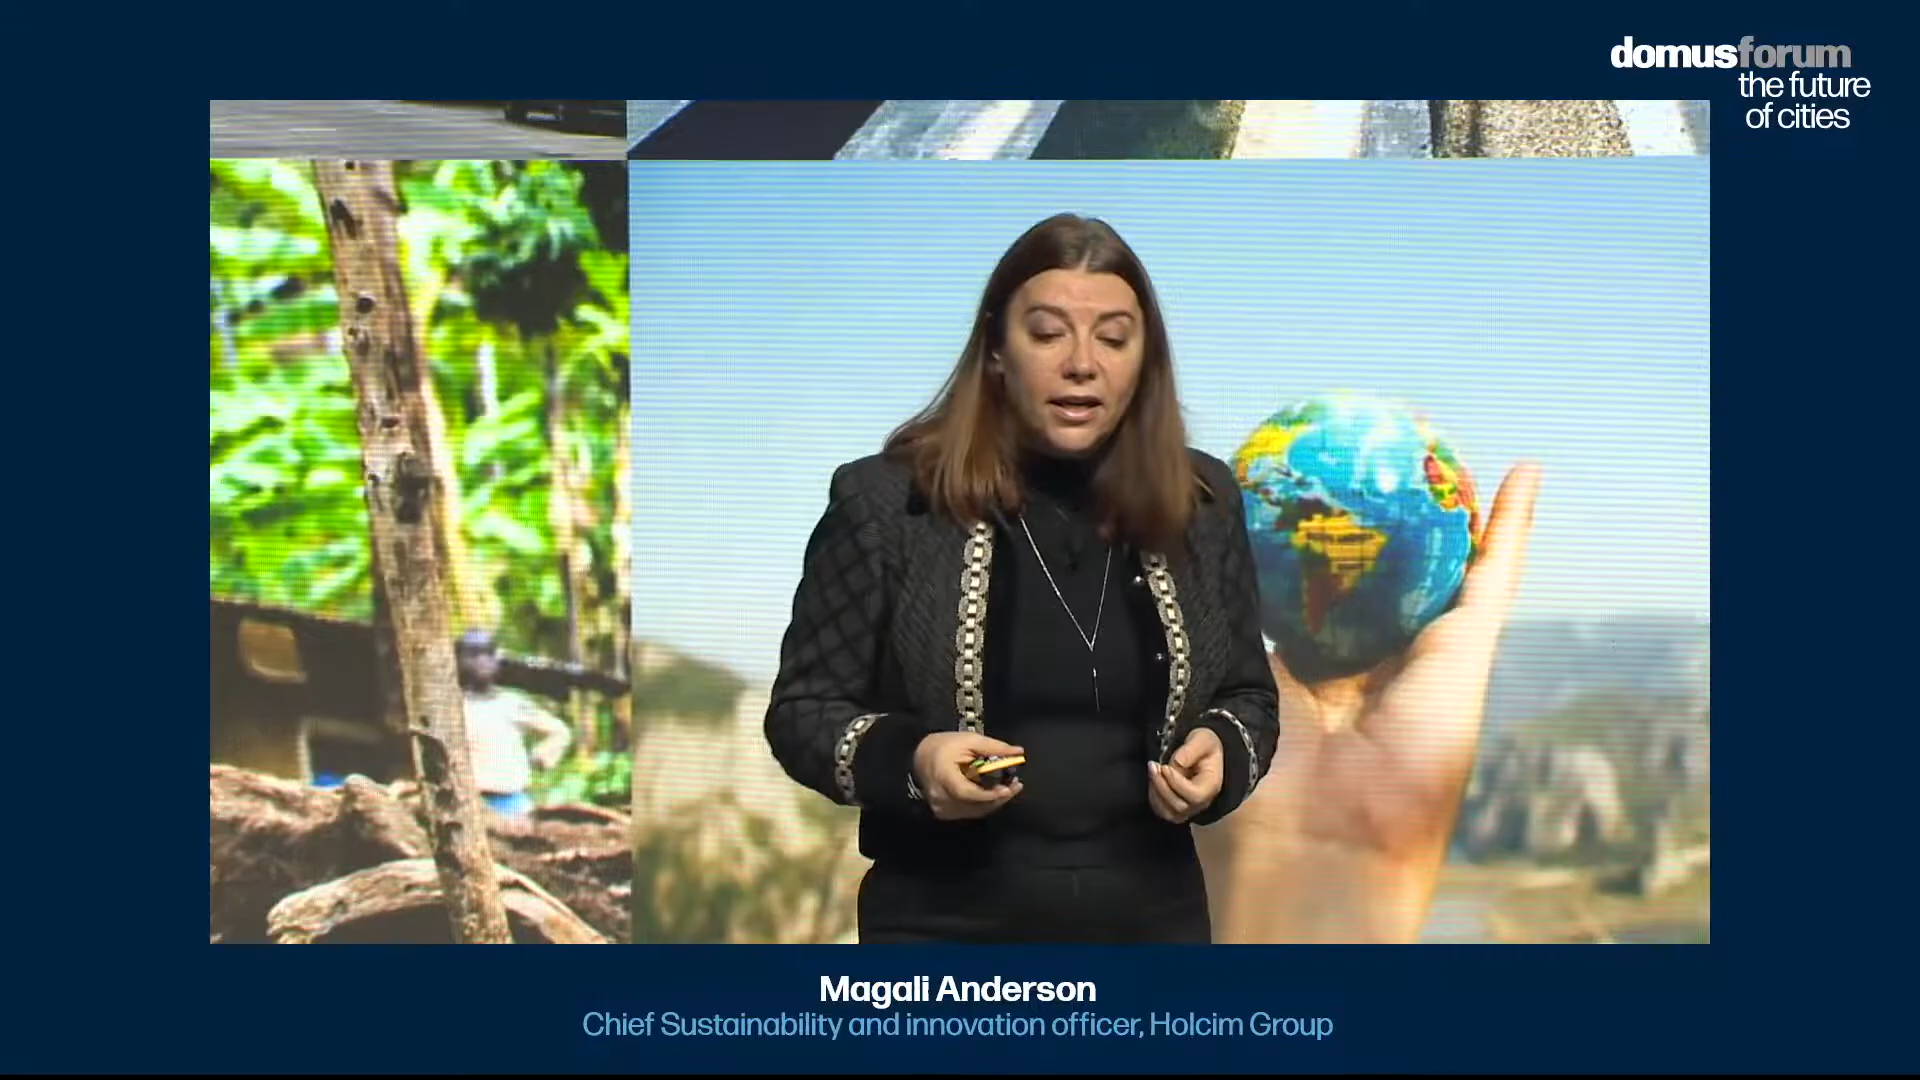 domusforum
the future
of cities
Magali Anderson
Chief Sustainability and innovation officer, Holcim Group